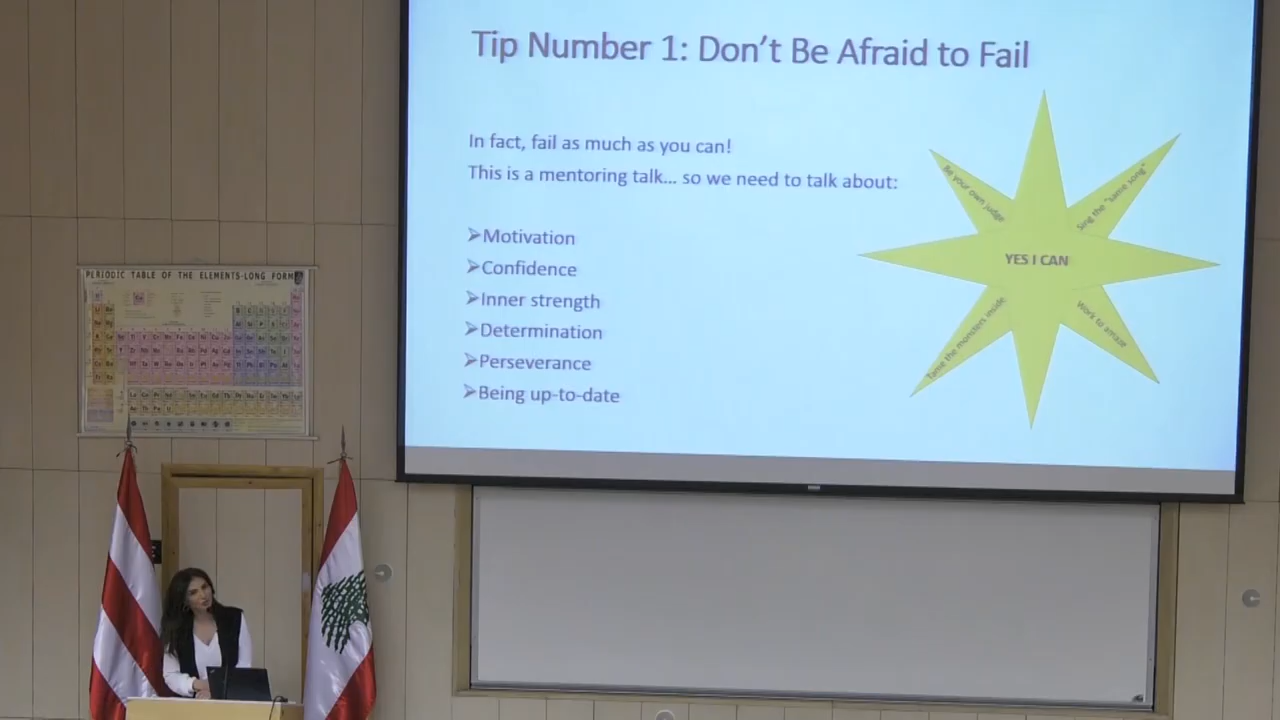 Tip Number 1: Don't Be Afraid to Fail
In fact, fail as much as you can!
This is a mentoring talk... so we need to talk about:
➢Motivation
➢Confidence
➢Inner strength
➢Determination
➢Perseverance
➢Being up-to-date
Be your own judge
Sing the "same song"
YES I CAN
Tame the monsters inside
Work to amaze
PERIODIC TABLE OF THE ELEMENTS-LONG FORM